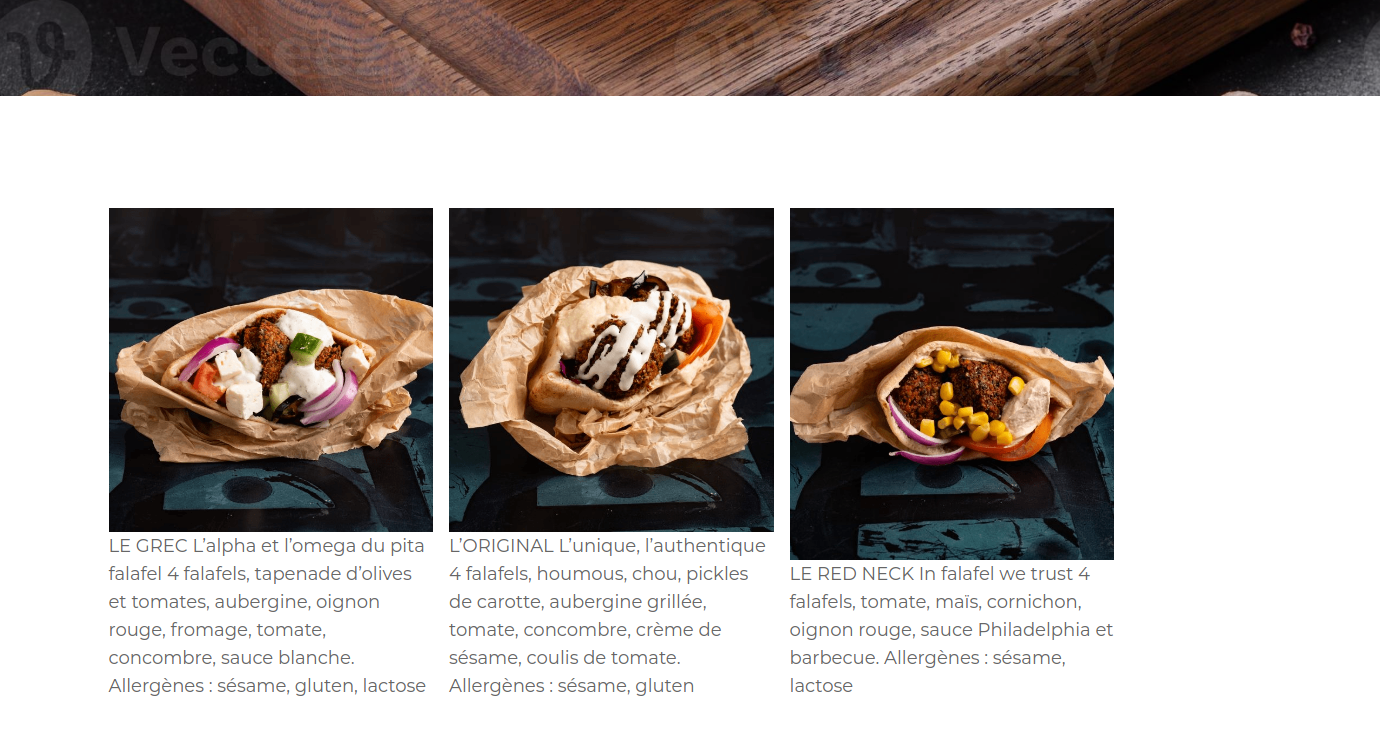 Vecteezy
LE GREC L’alpha et l’omega du pita
falafel 4 falafels, tapenade d’olives
et tomates, aubergine, oignon
rouge, fromage, tomate,
concombre, sauce blanche.
Allergènes : sésame, gluten, lactose
L’ORIGINAL L’unique, l’authentique
4 falafels, houmous, chou, pickles
de carotte, aubergine grillée,
tomate, concombre, crème de
sésame, coulis de tomate.
Allergènes : sésame, gluten
LE RED NECK In falafel we trust 4
falafels, tomate, maïs, cornichon,
oignon rouge, sauce Philadelphia et
barbecue. Allergènes : sésame,
lactose